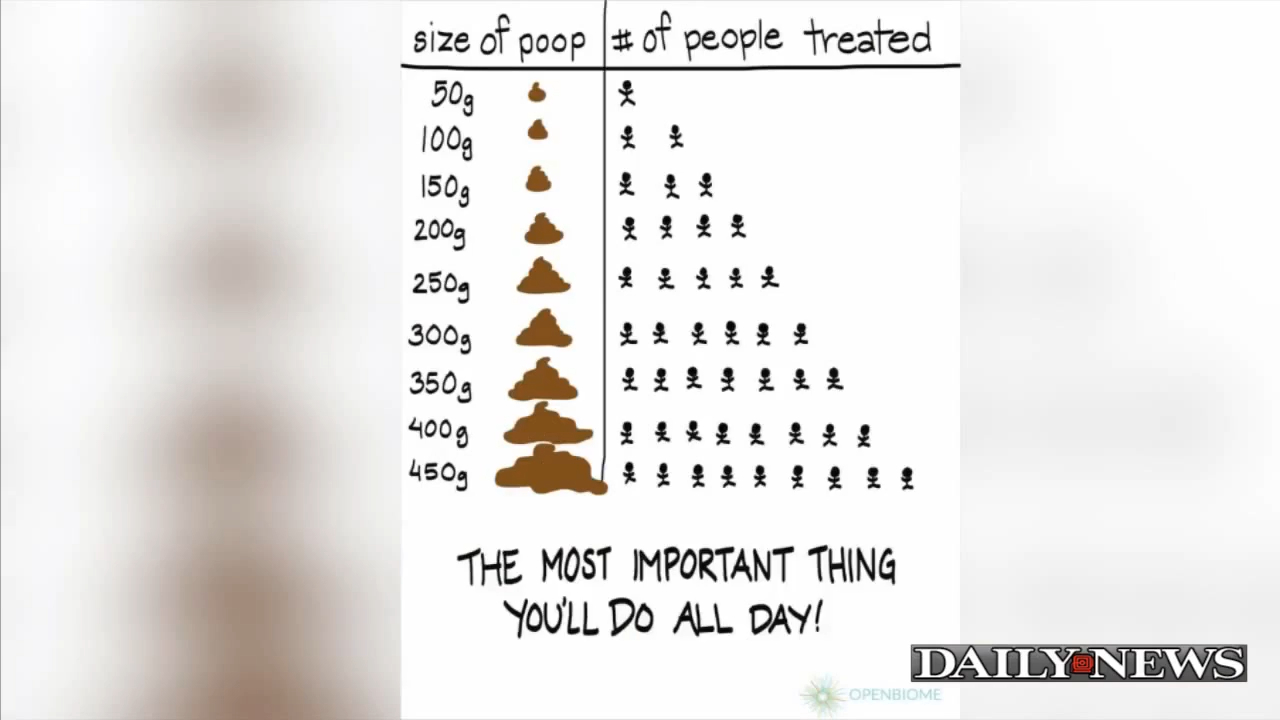 size of poop # of people treated
50g
100g
150g
200g
250g
300g
350g
400g
450g
THE MOST IMPORTANT THING
YOU'LL DO ALL DAY!
DAILY NEWS
OPENBIOME